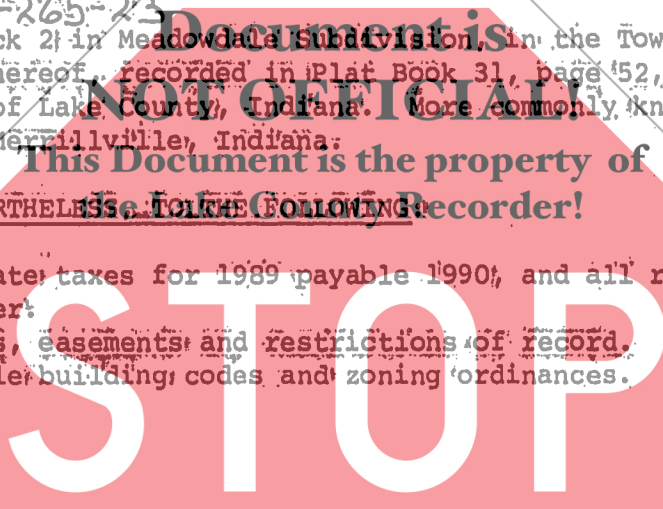 -265-23
Document is
ck 2 in Meadowdale Subdivision, in the Tow
hereof, recorded in Plat Book 31, page 52,
of Lake County, Indiana. More commonly kn
NOT OFFICIAL!
Merrillville, Indiana.
This Document is the property of
the Lake County Recorder!
RTHELESS, TO THE FOLLOWING:
ate taxes for 1989 payable 1990, and all r
er.
s, easements and restrictions of record.
le building codes and zoning ordinances.
STOP